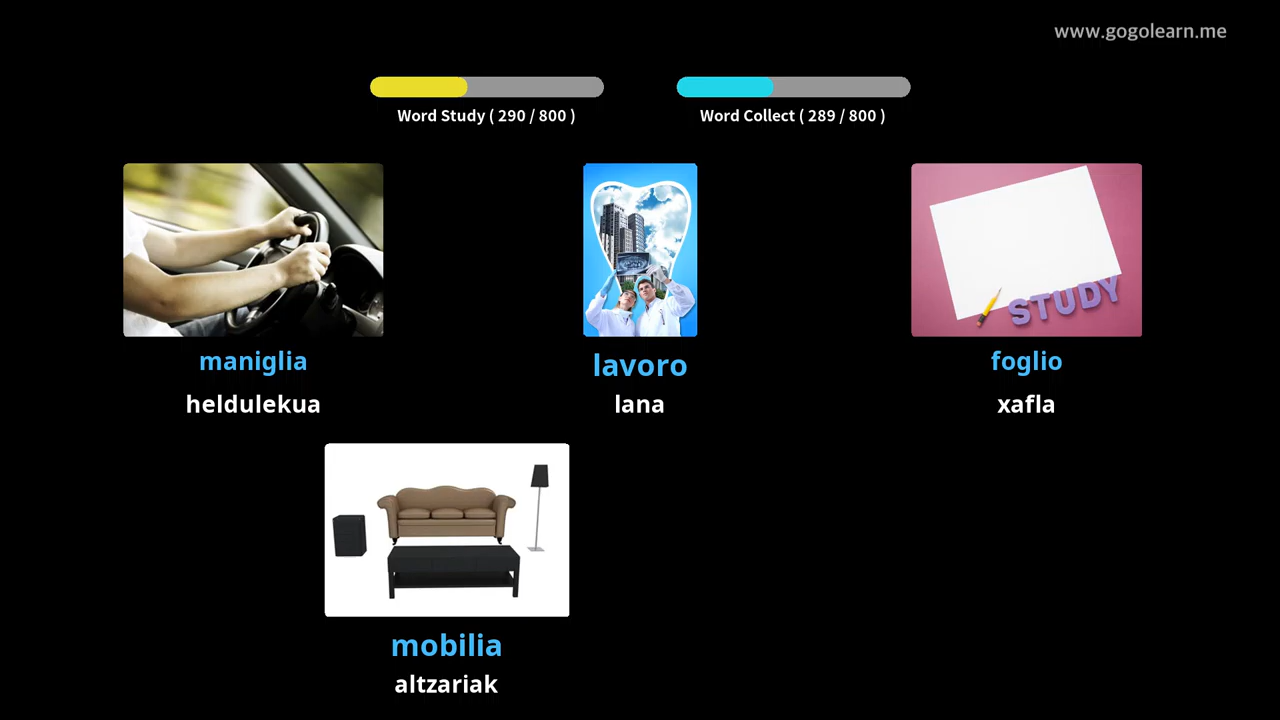 www.gogolearn.me
Word Study ( 290 / 800 )
Word Collect ( 289 / 800 )
STUDY
maniglia
heldulekua
lavoro
lana
foglio
xafla
mobilia
altzariak